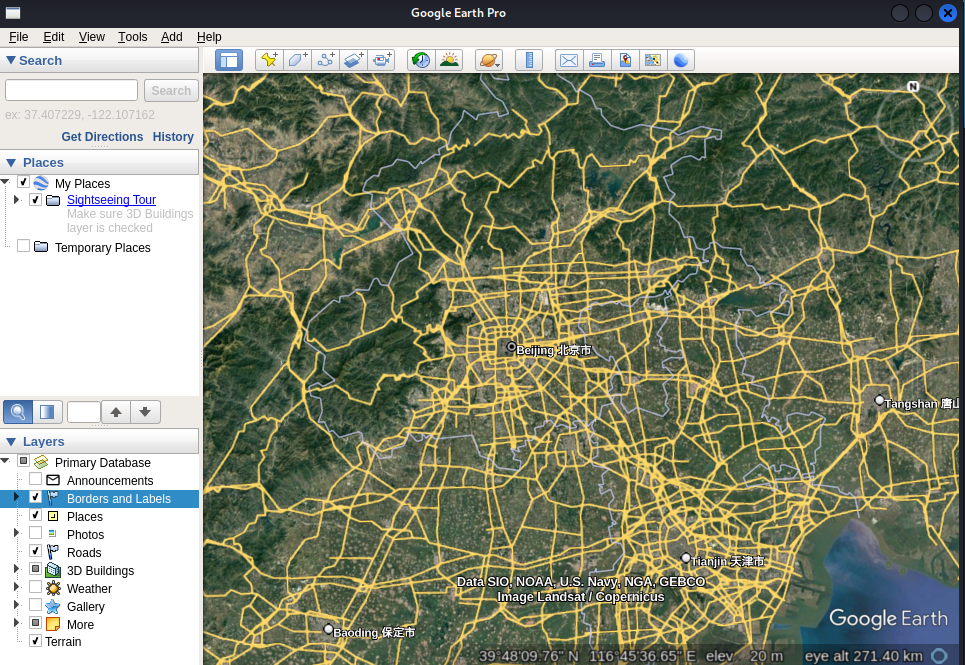 Google Earth Pro
File Edit View Tools Add Help
Search
Search
ex: 37.407229, -122.107162
Get Directions History
Places
My Places
Sightseeing Tour
Make sure 3D Buildings
layer is checked
Temporary Places
Layers
Primary Database
Announcements
Borders and Labels
Places
Photos
Roads
3D Buildings
Weather
Gallery
More
Terrain
N
Beijing 北京市
Tangshan 唐山
Tianjin 天津市
Data SIO, NOAA, U.S. Navy, NGA, GEBCO
Image Landsat / Copernicus
Google Earth
Baoding 保定市
39°48'09.76" N 116°45'36.65" E elev 20 m eye alt 271.40 km